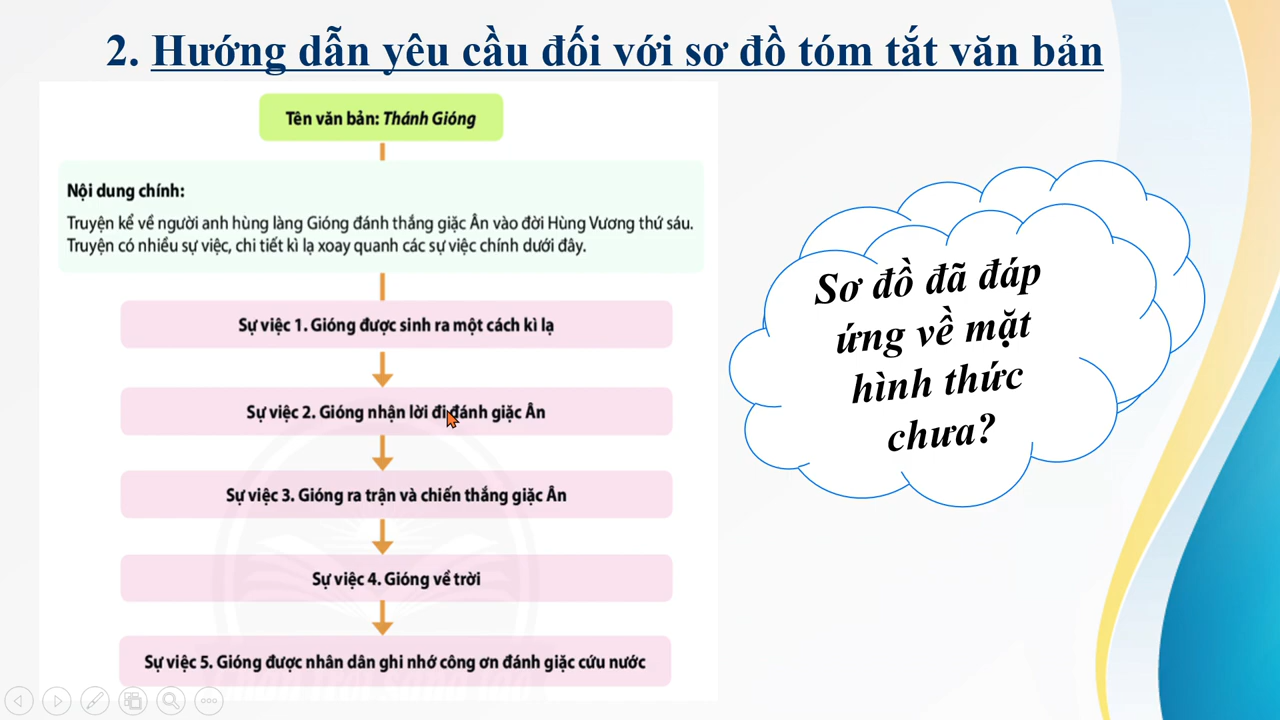 2. Hướng dẫn yêu cầu đối với sơ đồ tóm tắt văn bản
Tên văn bản: Thánh Gióng
Nội dung chính:
Truyện kể về người anh hùng làng Gióng đánh thắng giặc Ân vào đời Hùng Vương thứ sáu.
Truyện có nhiều sự việc, chi tiết kì lạ xoay quanh các sự việc chính dưới đây.
Sự việc 1. Gióng được sinh ra một cách kì lạ
Sự việc 2. Gióng nhận lời đi đánh giặc Ân
Sự việc 3. Gióng ra trận và chiến thắng giặc Ân
Sự việc 4. Gióng về trời
Sự việc 5. Gióng được nhân dân ghi nhớ công ơn đánh giặc cứu nước
Sơ đồ đã đáp
ứng về mặt
hình thức
chưa?